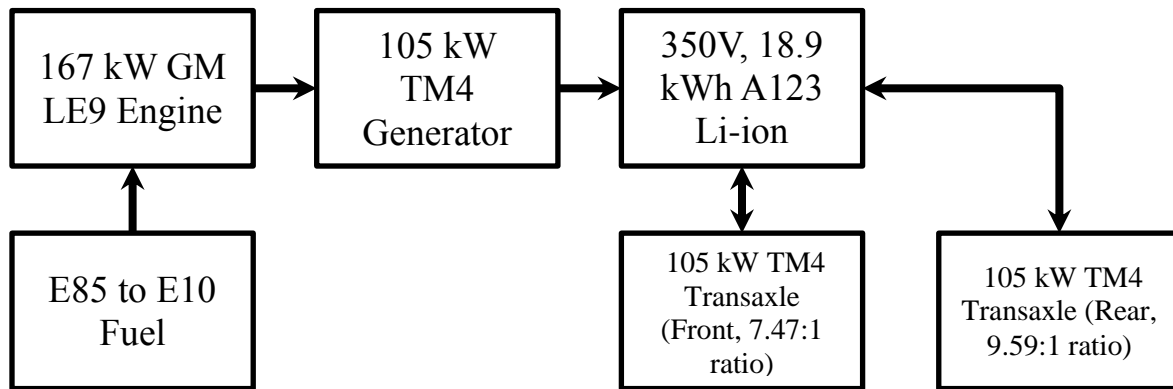 167 kW GM
LE9 Engine
105 kW
TM4
Generator
350V, 18.9
kWh A123
Li-ion
E85 to E10
Fuel
105 kW TM4
Transaxle
(Front, 7.47:1
ratio)
105 kW TM4
Transaxle (Rear,
9.59:1 ratio)